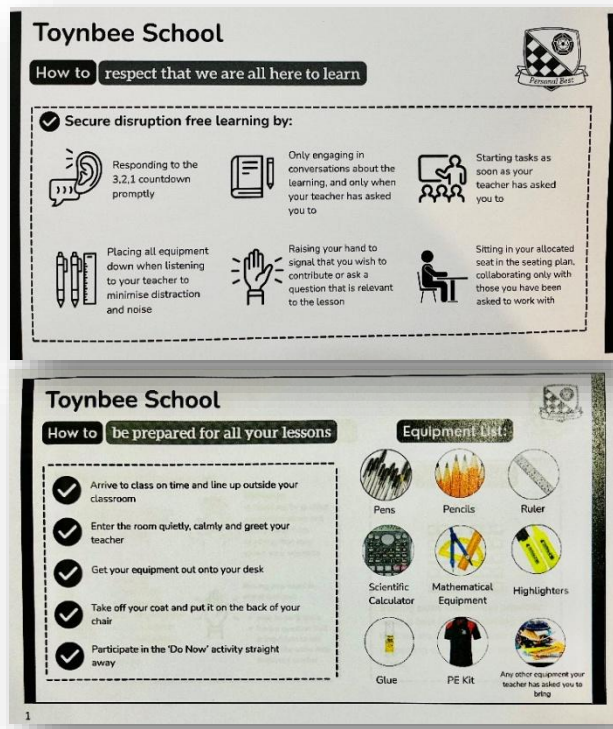 Toynbee School
How to respect that we are all here to learn
Personal Best
Secure disruption free learning by:
Responding to the
3,2,1 countdown
promptly
Only engaging in
conversations about the
learning, and only when
your teacher has asked
you to
Starting tasks as
soon as your
teacher has asked
you to
Placing all equipment
down when listening
to your teacher to
minimise distraction
and noise
Raising your hand to
signal that you wish to
contribute or ask a
question that is relevant
to the lesson
Sitting in your allocated
seat in the seating plan,
collaborating only with
those you have been
asked to work with
Toynbee School
How to be prepared for all your lessons
Arrive to class on time and line up outside your
classroom
Enter the room quietly, calmly and greet your
teacher
Get your equipment out onto your desk
Take off your coat and put it on the back of your
chair
Participate in the 'Do Now' activity straight
away
Equipment List:
Pens
Pencils
Ruler
Scientific
Calculator
Mathematical
Equipment
Highlighters
Glue
PE Kit
Any other equipment your
teacher has asked you to
bring
1